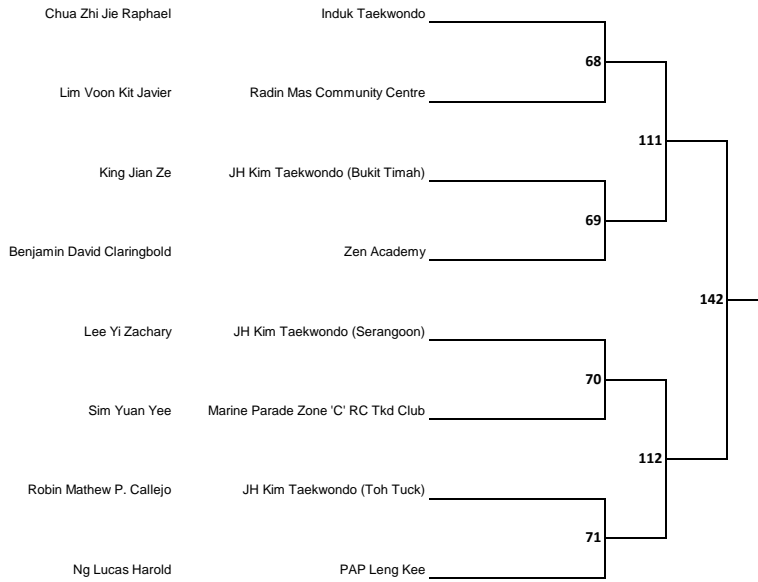 Chua Zhi Jie Raphael Induk Taekwondo
68
Lim Voon Kit Javier Radin Mas Community Centre
111
King Jian Ze JH Kim Taekwondo (Bukit Timah)
69
Benjamin David Claringbold Zen Academy
142
Lee Yi Zachary JH Kim Taekwondo (Serangoon)
70
Sim Yuan Yee Marine Parade Zone 'C' RC Tkd Club
112
Robin Mathew P. Callejo JH Kim Taekwondo (Toh Tuck)
71
Ng Lucas Harold PAP Leng Kee